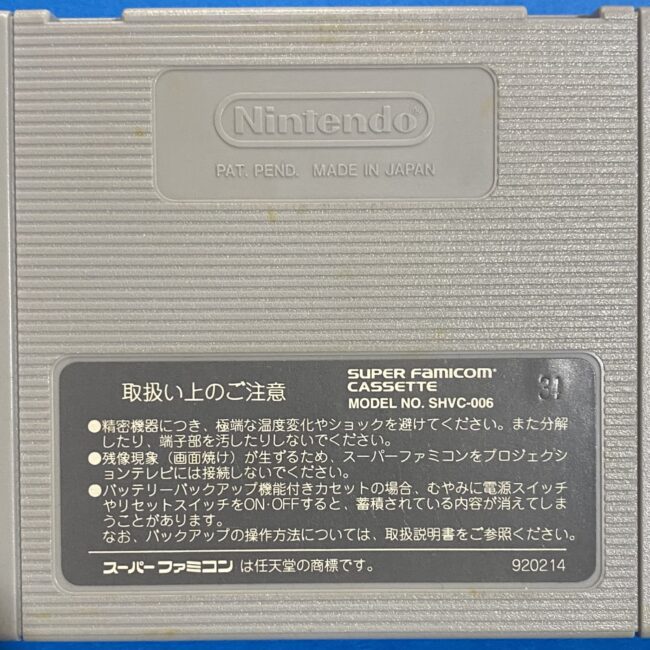 Nintendo®
PAT. PEND. MADE IN JAPAN
取扱い上のご注意
SUPER FAMICOM®
CASSETTE
MODEL NO. SHVC-006
31
●精密機器につき、極端な温度変化やショックを避けてください。また分解
したり、端子部を汚したりしないでください。
●残像現象（画面焼け）が生ずるため、スーパーファミコンをプロジェクシ
ョンテレビには接続しないでください。
●バッテリーバックアップ機能付きカセットの場合、むやみに電源スイッチ
やリセットスイッチをON·OFFすると、蓄積されている内容が消えてしま
うことがあります。
なお、バックアップの操作方法については、取扱説明書をご参照ください。
スーパーファミコン は任天堂の商標です。
920214